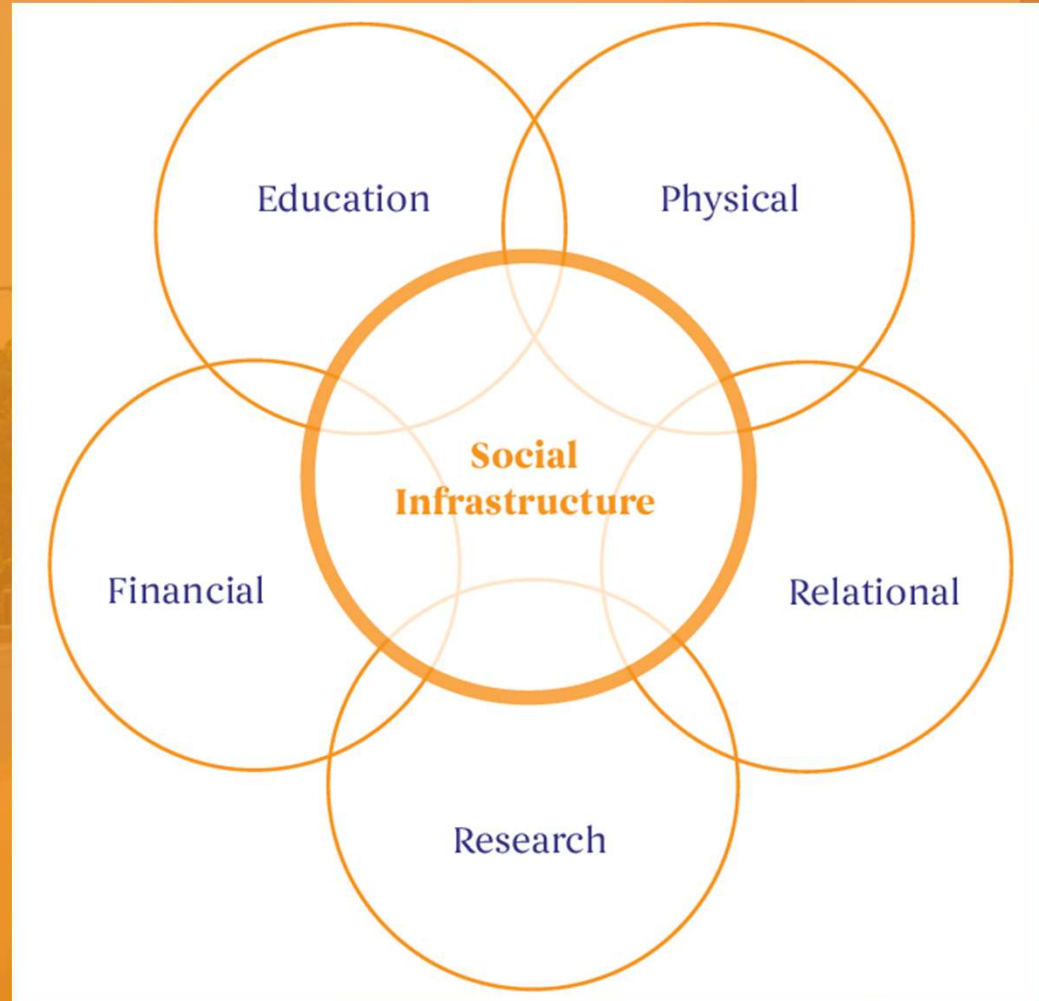 Education
Physical
Social
Infrastructure
Financial
Relational
Research